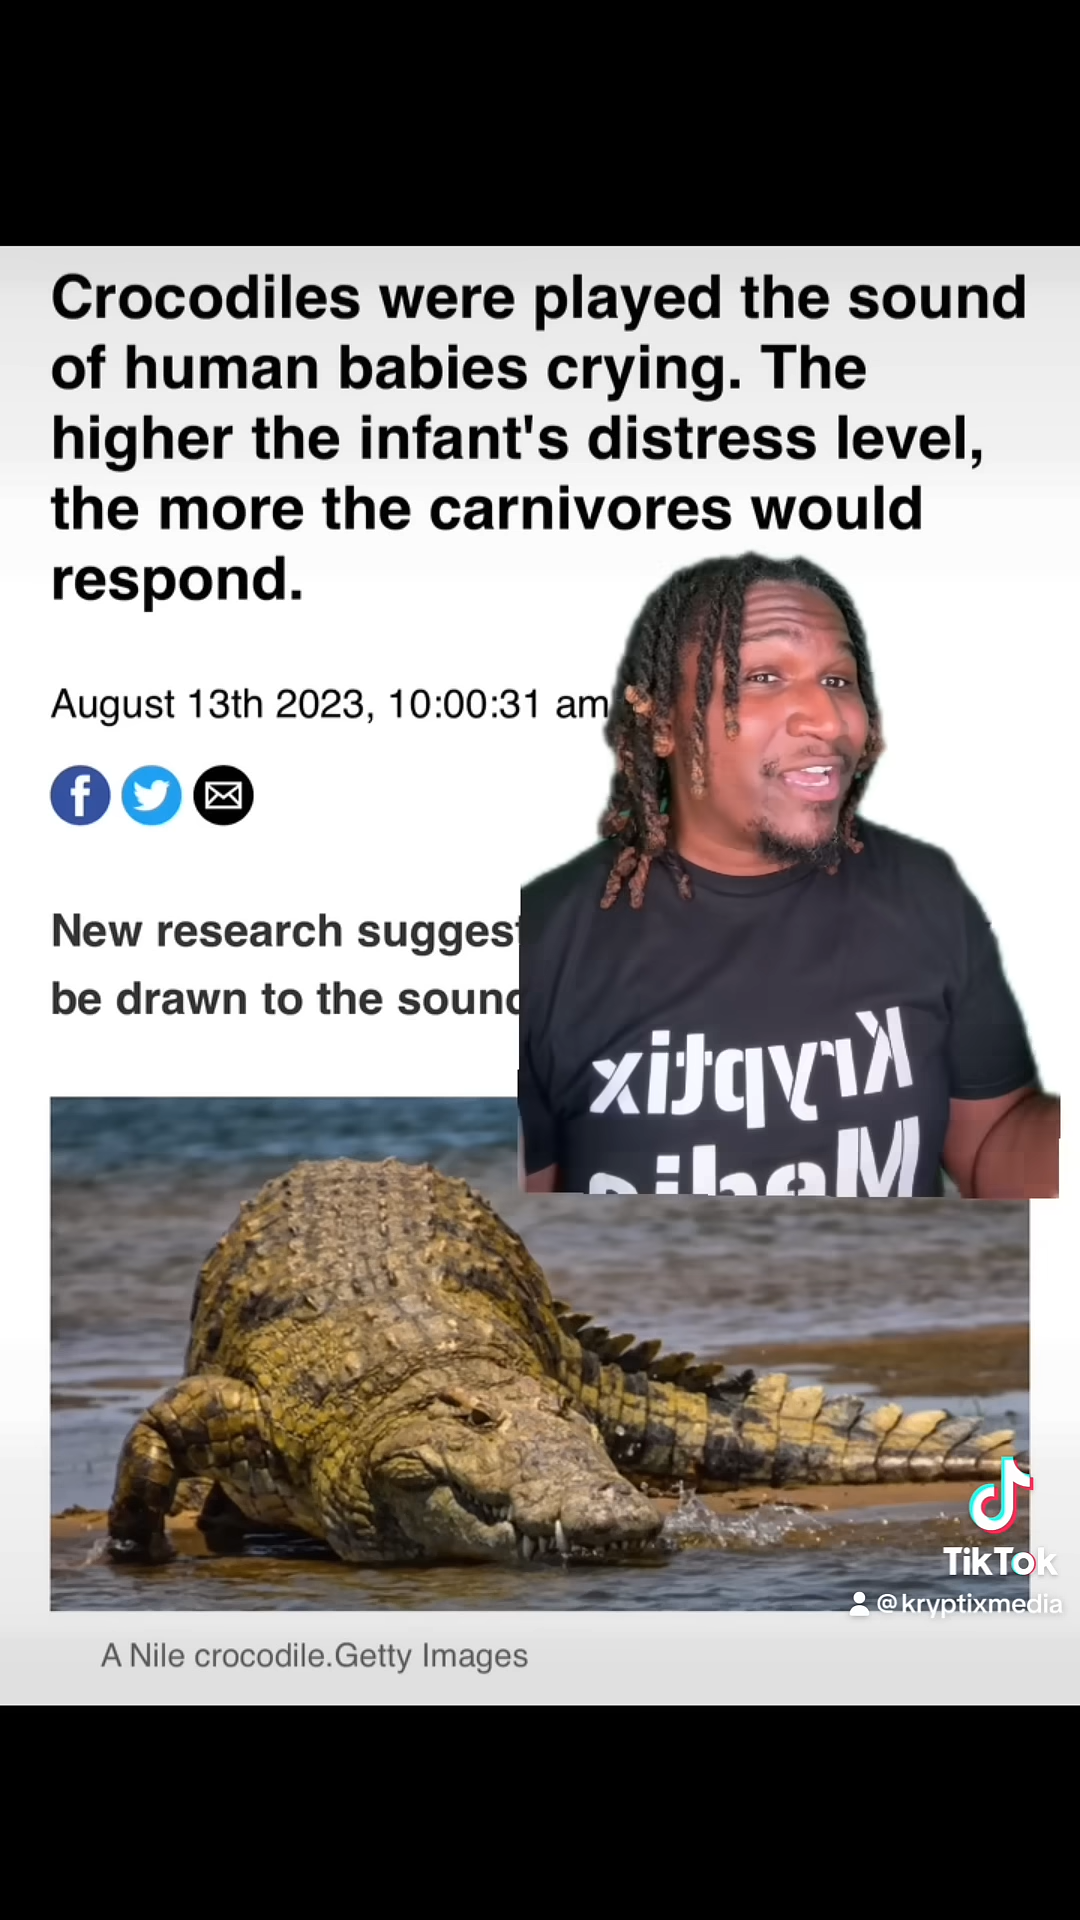 Crocodiles were played the sound
of human babies crying. The
higher the infant's distress level,
the more the carnivores would
respond.
August 13th 2023, 10:00:31 am
New research suggest
be drawn to the sound
Kryptix
Media
TikTok
@kryptixmedia
A Nile crocodile.Getty Images